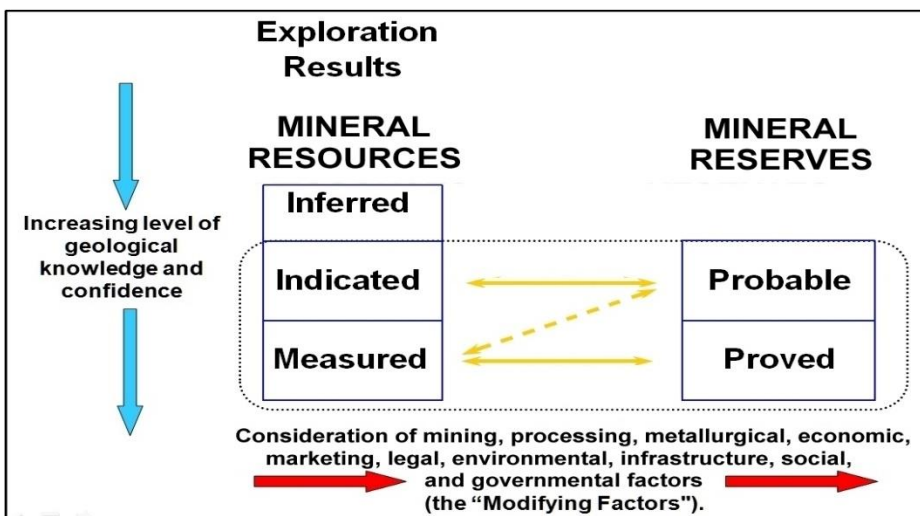 Exploration
Results
MINERAL
RESOURCES
MINERAL
RESERVES
Inferred
Increasing level of
geological
knowledge and
confidence
Indicated
Probable
Measured
Proved
Consideration of mining, processing, metallurgical, economic,
marketing, legal, environmental, infrastructure, social,
and governmental factors
(the “Modifying Factors").